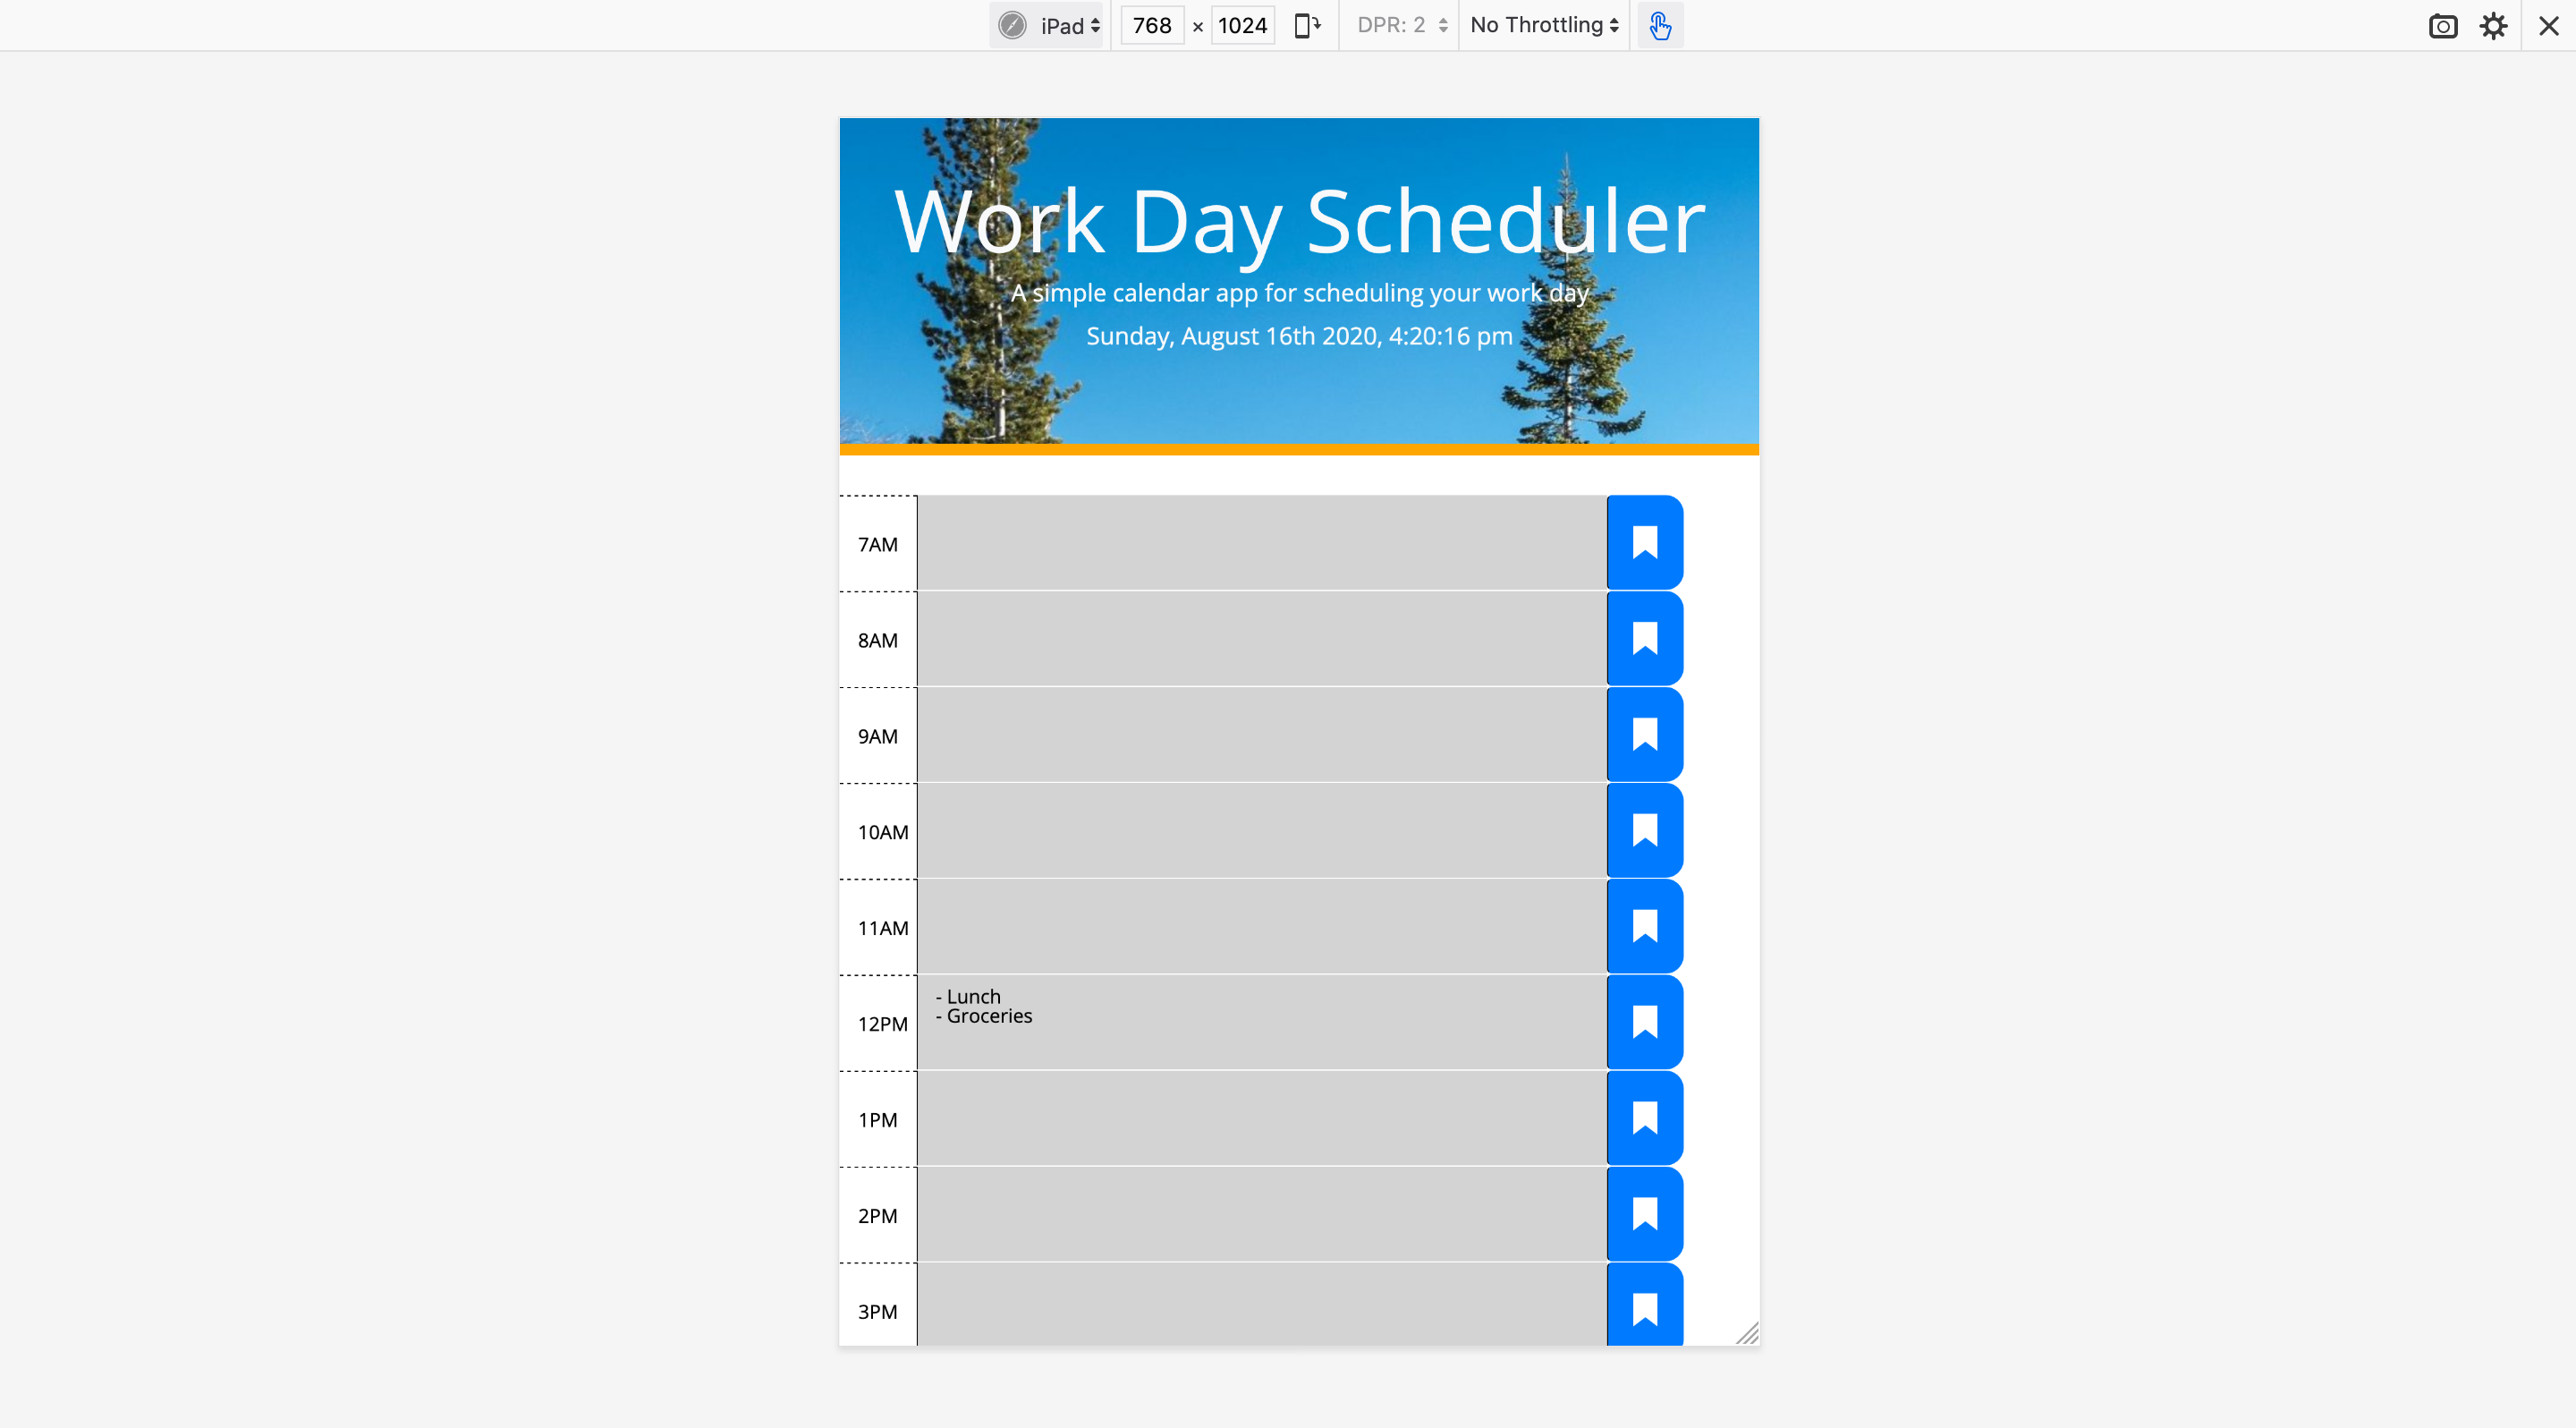 iPad 768 × 1024 DPR: 2 No Throttling
Work Day Scheduler
A simple calendar app for scheduling your work day
Sunday, August 16th 2020, 4:20:16 pm
7AM
8AM
9AM
10AM
11AM
12PM
- Lunch
- Groceries
1PM
2PM
3PM